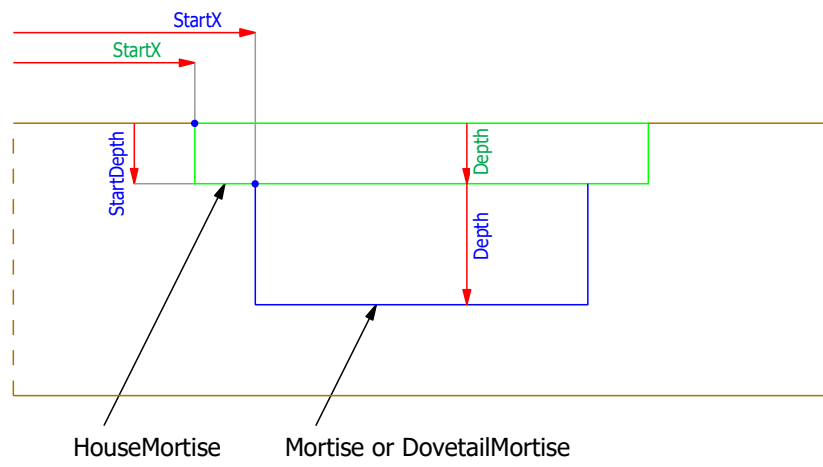 StartX
StartX
StartDepth
Depth
Depth
HouseMortise
Mortise or DovetailMortise